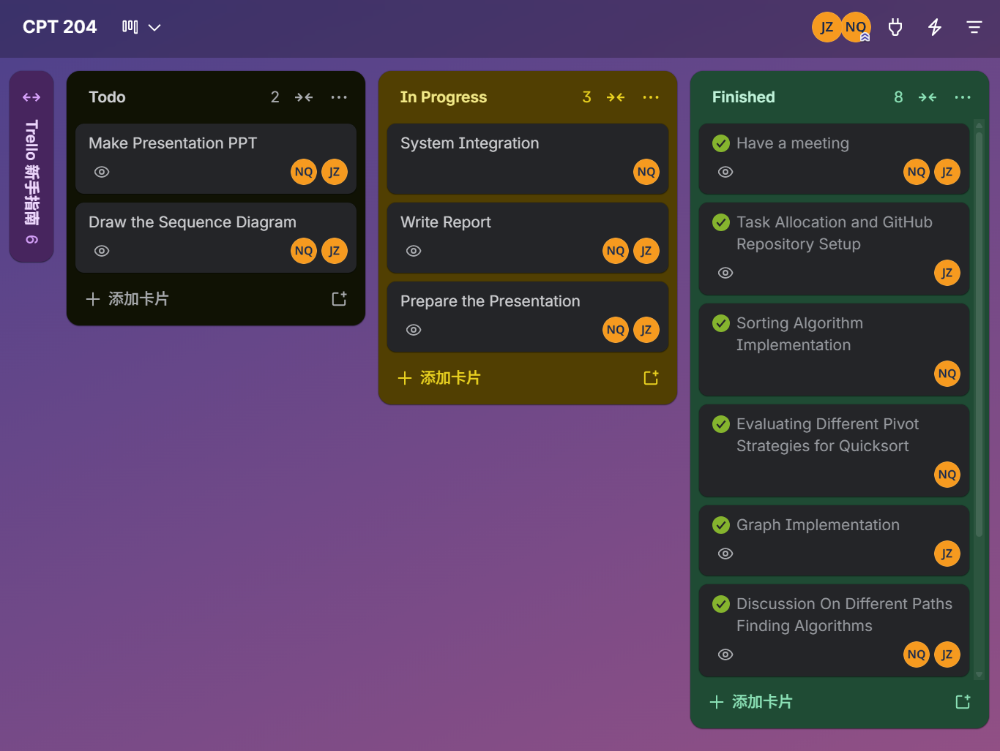 CPT 204
JZ
NQ
Trello 新手指南 6
Todo
2
Make Presentation PPT
NQ
JZ
Draw the Sequence Diagram
NQ
JZ
添加卡片
In Progress
3
System Integration
NQ
Write Report
NQ
JZ
Prepare the Presentation
NQ
JZ
添加卡片
Finished
8
Have a meeting
NQ
JZ
Task Allocation and GitHub
Repository Setup
JZ
Sorting Algorithm
Implementation
NQ
Evaluating Different Pivot
Strategies for Quicksort
NQ
Graph Implementation
JZ
Discussion On Different Paths
Finding Algorithms
NQ
JZ
添加卡片